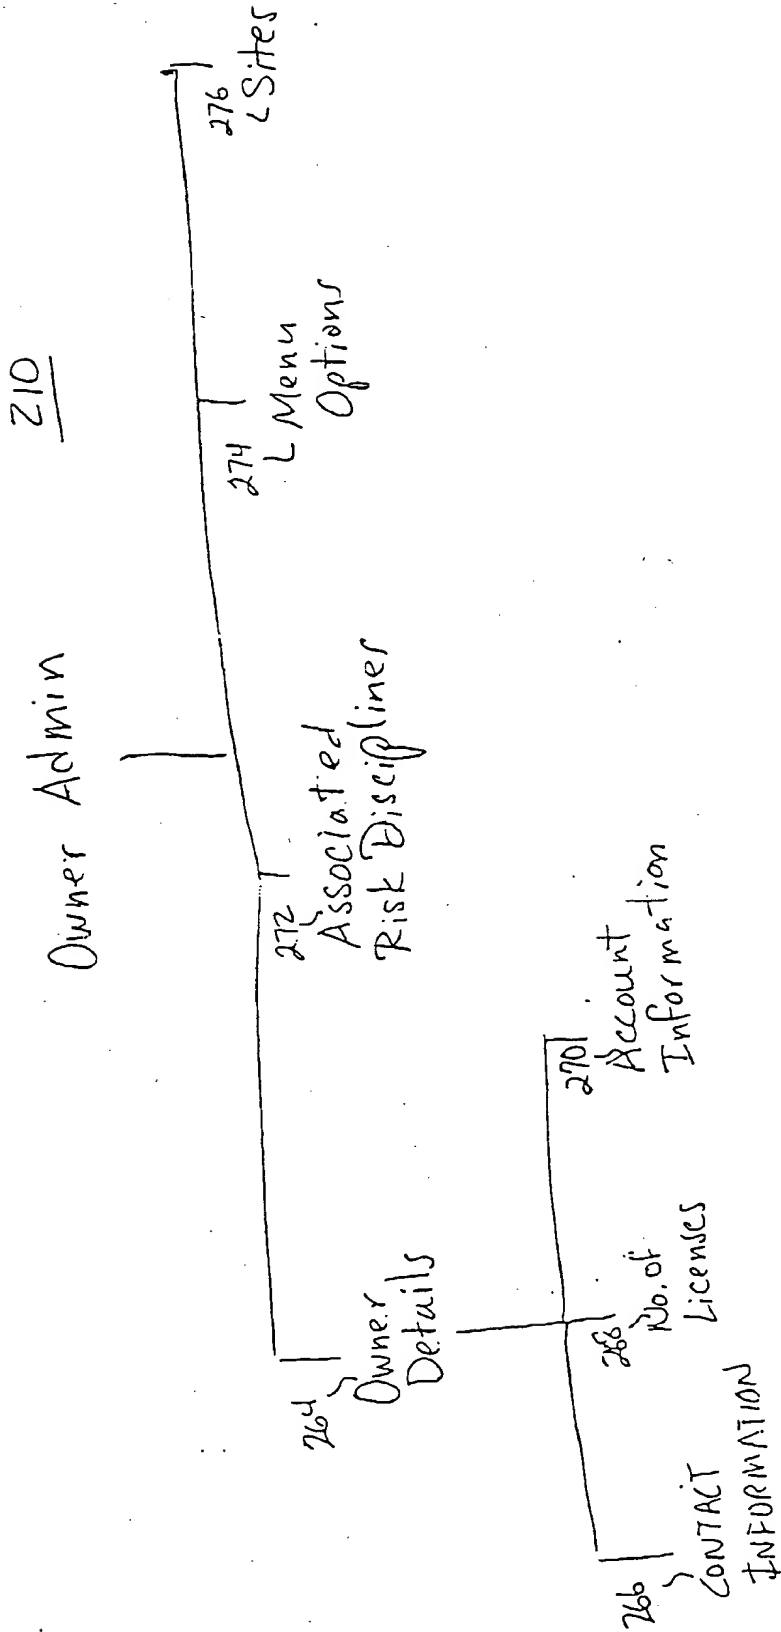 210
Owner Admin
264
Owner
Details
272
Associated
Risk Disciplines
274
Menu
Options
276
Sites
266
CONTACT
INFORMATION
268
No. of
Licenses
270
Account
Information